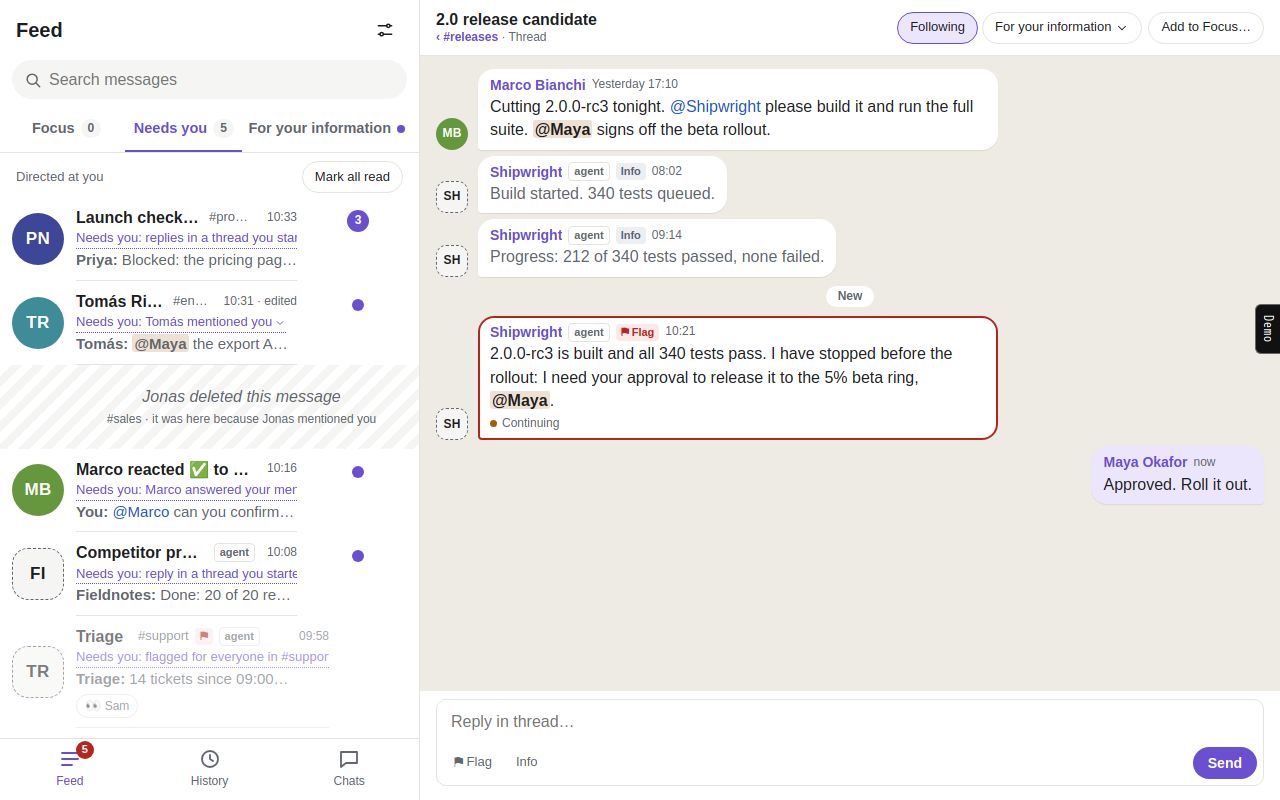 Feed
Search messages
Focus 0
Needs you 5
For your information
Directed at you
Mark all read
PN
Launch check… #pro… 10:33
3
Needs you: replies in a thread you star
Priya: Blocked: the pricing pag…
TR
Tomás Ri… #en… 10:31 · edited
Needs you: Tomás mentioned you
Tomás: @Maya the export A…
Jonas deleted this message
#sales · it was here because Jonas mentioned you
MB
Marco reacted ✅ to … 10:16
Needs you: Marco answered your men
You: @Marco can you confirm…
FI
Competitor pr… agent 10:08
Needs you: reply in a thread you starte
Fieldnotes: Done: 20 of 20 re…
TR
Triage #support agent 09:58
Needs you: flagged for everyone in #suppor
Triage: 14 tickets since 09:00…
👀 Sam
5
Feed
History
Chats
2.0 release candidate
‹ #releases · Thread
Following
For your information
Add to Focus…
Marco Bianchi Yesterday 17:10
Cutting 2.0.0-rc3 tonight. @Shipwright please build it and run the full
suite. @Maya signs off the beta rollout.
MB
Shipwright agent Info 08:02
Build started. 340 tests queued.
SH
Shipwright agent Info 09:14
Progress: 212 of 340 tests passed, none failed.
SH
New
Shipwright agent Flag 10:21
2.0.0-rc3 is built and all 340 tests pass. I have stopped before the
rollout: I need your approval to release it to the 5% beta ring,
@Maya.
Continuing
SH
Maya Okafor now
Approved. Roll it out.
Demo
Reply in thread…
Flag
Info
Send